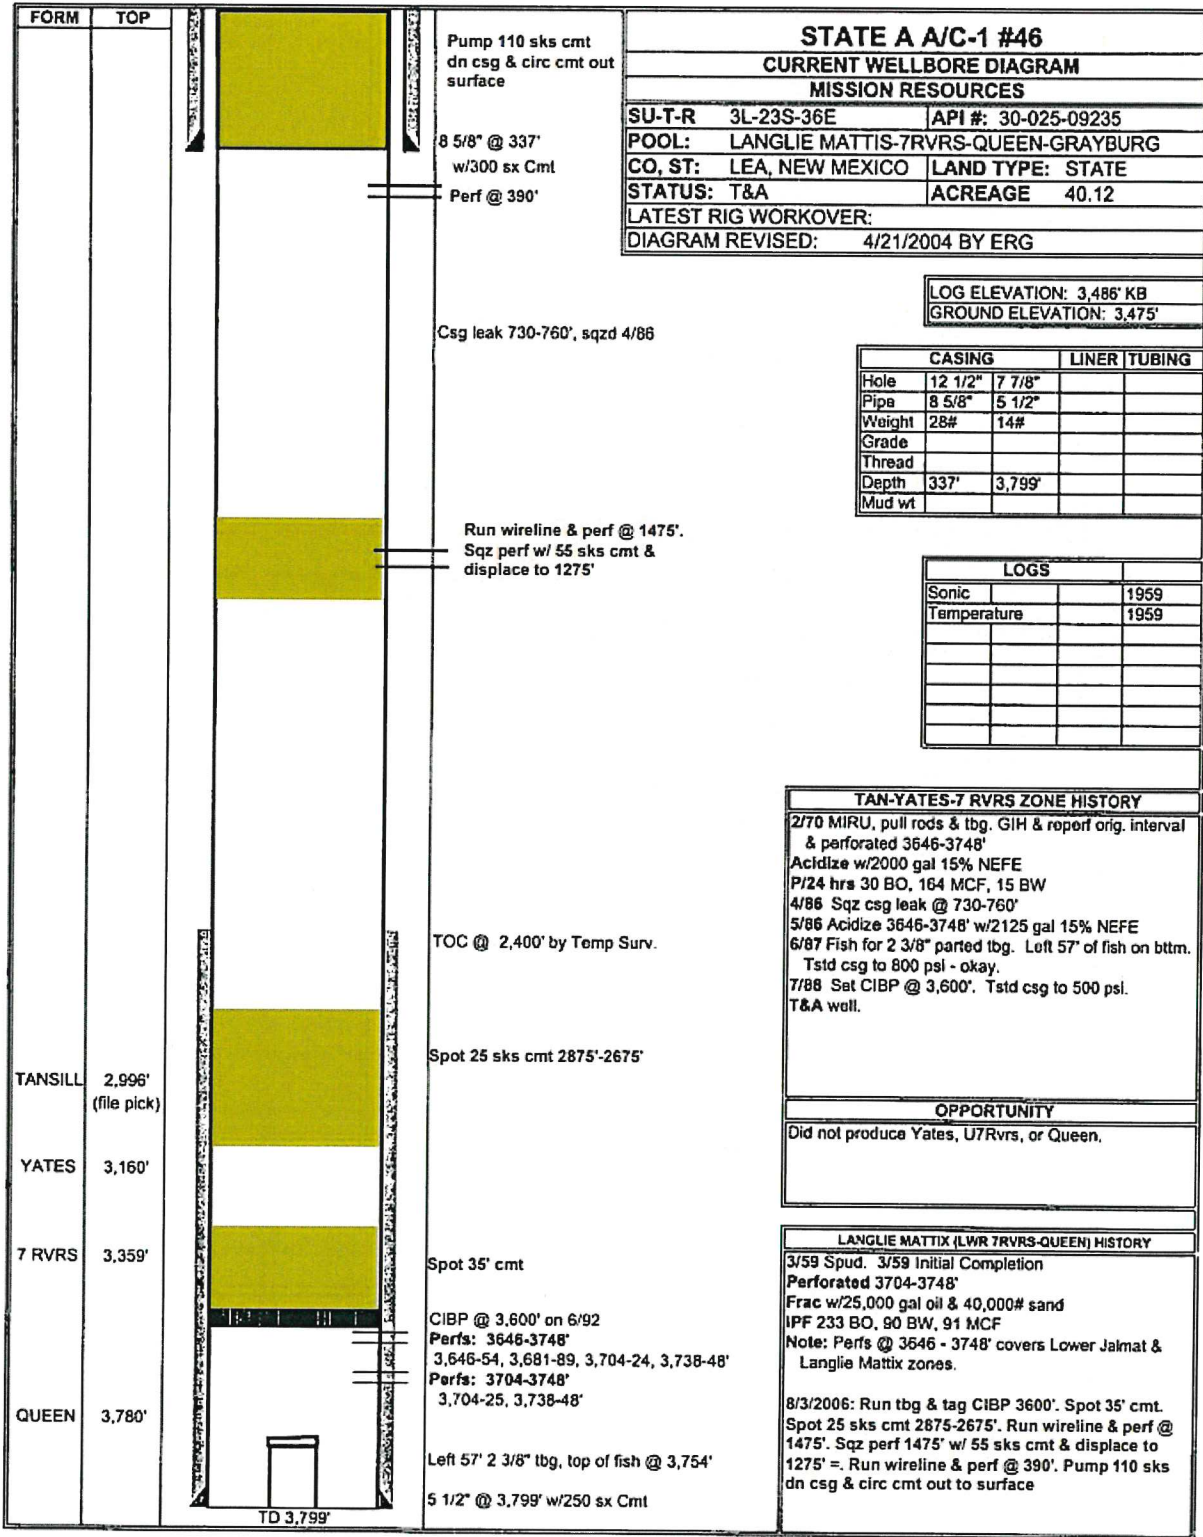 FORM TOP
Pump 110 sks cmt
dn csg & circ cmt out
surface
8 5/8" @ 337'
w/300 sx Cmt
Perf @ 390'
Csg leak 730-760', sqzd 4/86
Run wireline & perf @ 1475'.
Sqz perf w/ 55 sks cmt &
displace to 1275'
TOC @ 2,400' by Temp Surv.
Spot 25 sks cmt 2875'-2675'
TANSILL 2,996'
(file pick)
YATES 3,160'
7 RVRS 3,359'
Spot 35' cmt
CIBP @ 3,600' on 6/92
Perfs: 3646-3748'
3,646-54, 3,681-89, 3,704-24, 3,738-48'
Perfs: 3704-3748'
3,704-25, 3,738-48'
QUEEN 3,780'
Left 57' 2 3/8" tbg, top of fish @ 3,754'
5 1/2" @ 3,799' w/250 sx Cmt
TD 3,799'
STATE A A/C-1 #46
CURRENT WELLBORE DIAGRAM
MISSION RESOURCES
SU-T-R 3L-23S-36E API #: 30-025-09235
POOL: LANGLIE MATTIS-7RVRS-QUEEN-GRAYBURG
CO, ST: LEA, NEW MEXICO LAND TYPE: STATE
STATUS: T&A ACREAGE 40.12
LATEST RIG WORKOVER:
DIAGRAM REVISED: 4/21/2004 BY ERG
LOG ELEVATION: 3,486' KB
GROUND ELEVATION: 3,475'
CASING LINER TUBING
Hole 12 1/2" 7 7/8"
Pipe 8 5/8" 5 1/2"
Weight 28# 14#
Grade
Thread
Depth 337' 3,799'
Mud wt
LOGS
Sonic 1959
Temperature 1959
TAN-YATES-7 RVRS ZONE HISTORY
2/70 MIRU, pull rods & tbg. GIH & reperf orig. interval
& perforated 3646-3748'
Acidize w/2000 gal 15% NEFE
P/24 hrs 30 BO, 164 MCF, 15 BW
4/86 Sqz csg leak @ 730-760'
5/86 Acidize 3646-3748' w/2125 gal 15% NEFE
6/87 Fish for 2 3/8" parted tbg. Left 57' of fish on bttm.
Tstd csg to 800 psi - okay.
7/88 Set CIBP @ 3,600'. Tstd csg to 500 psi.
T&A well.
OPPORTUNITY
Did not produce Yates, U7Rvrs, or Queen.
LANGLIE MATTIX (LWR 7RVRS-QUEEN) HISTORY
3/59 Spud. 3/59 Initial Completion
Perforated 3704-3748'
Frac w/25,000 gal oil & 40,000# sand
IPF 233 BO, 90 BW, 91 MCF
Note: Perfs @ 3646 - 3748' covers Lower Jalmat &
Langlie Mattix zones.
8/3/2006: Run tbg & tag CIBP 3600'. Spot 35' cmt.
Spot 25 sks cmt 2875-2675'. Run wireline & perf @
1475'. Sqz perf 1475' w/ 55 sks cmt & displace to
1275' =. Run wireline & perf @ 390'. Pump 110 sks
dn csg & circ cmt out to surface